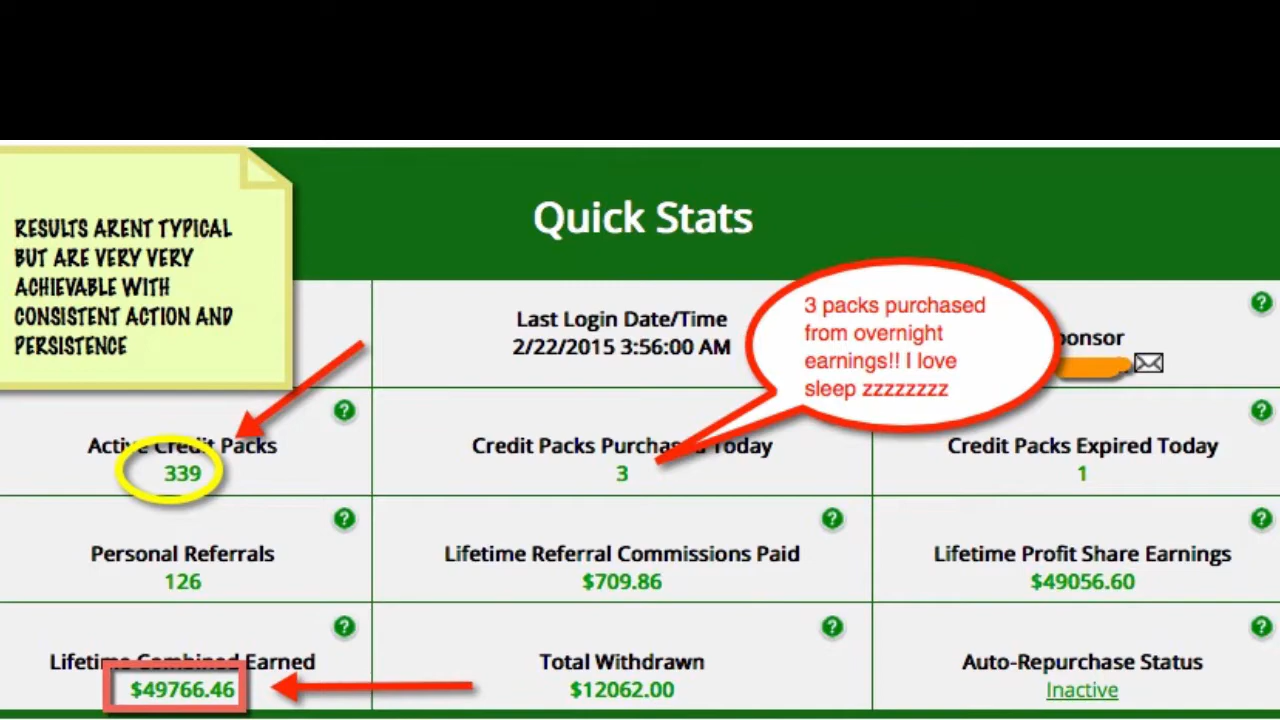 Quick Stats
RESULTS ARENT TYPICAL
BUT ARE VERY VERY
ACHIEVABLE WITH
CONSISTENT ACTION AND
PERSISTENCE
Last Login Date/Time
2/22/2015 3:56:00 AM
3 packs purchased
from overnight
earnings!! I love
sleep zzzzzzzz
ponsor
Active Credit Packs
339
Credit Packs Purchased Today
3
Credit Packs Expired Today
1
Personal Referrals
126
Lifetime Referral Commissions Paid
$709.86
Lifetime Profit Share Earnings
$49056.60
Lifetime Combined Earned
$49766.46
Total Withdrawn
$12062.00
Auto-Repurchase Status
Inactive